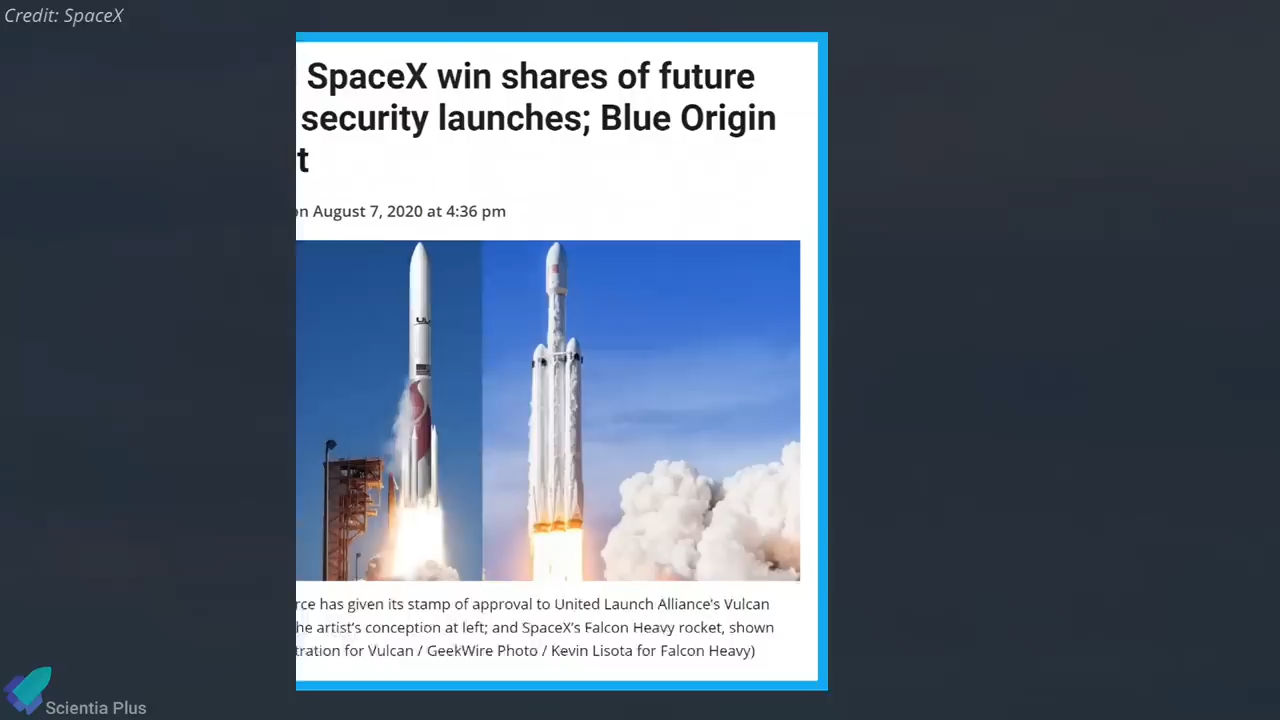 Credit: SpaceX
SpaceX win shares of future
security launches; Blue Origin
t
on August 7, 2020 at 4:36 pm
UL
rce has given its stamp of approval to United Launch Alliance's Vulcan
he artist's conception at left; and SpaceX's Falcon Heavy rocket, shown
tration for Vulcan / GeekWire Photo / Kevin Lisota for Falcon Heavy)
Scientia Plus